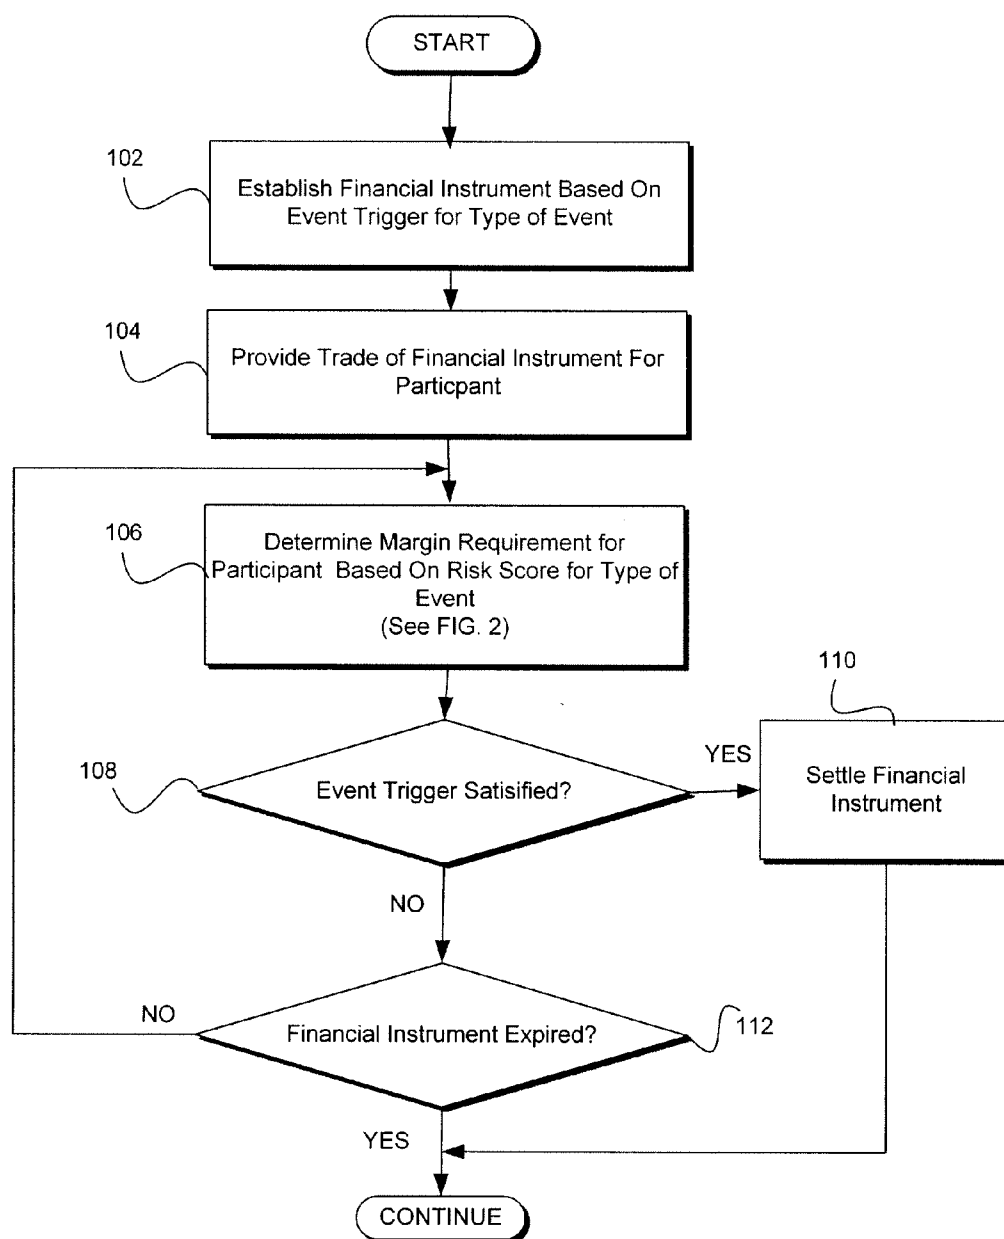 START
102
Establish Financial Instrument Based On
Event Trigger for Type of Event
104
Provide Trade of Financial Instrument For
Particpant
106
Determine Margin Requirement for
Participant Based On Risk Score for Type of
Event
(See FIG. 2)
110
108
Event Trigger Satisified?
YES
Settle Financial
Instrument
NO
NO
Financial Instrument Expired?
112
YES
CONTINUE